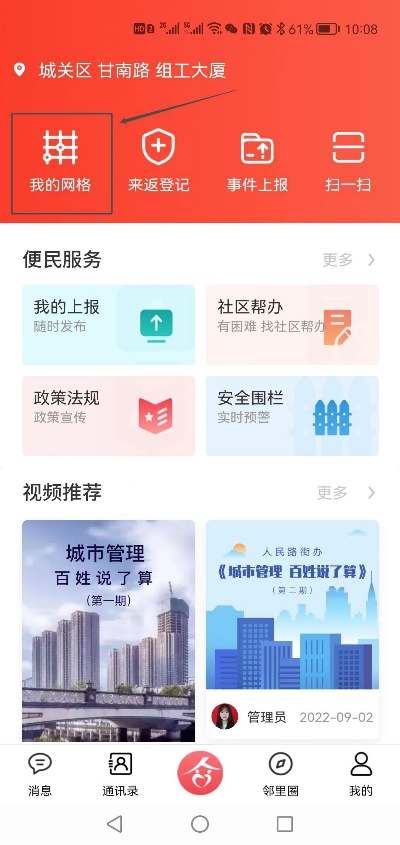 HD 2 2G 5G 61% 10:08
城关区 甘南路 组工大厦
我的网格 来返登记 事件上报 扫一扫
便民服务 更多
我的上报 社区帮办
随时发布 有困难 找社区帮办
政策法规 安全围栏
政策宣传 实时预警
视频推荐 更多
城市管理
百姓说了算
(第一期)
人民路街办
《城市管理 百姓说了算》
(第二期)
管理员 2022-09-02
消息 通讯录 邻里圈 我的